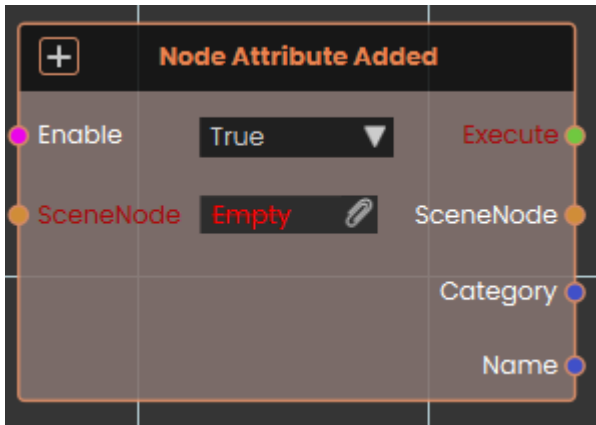 Node Attribute Added
Enable True Execute
SceneNode Empty SceneNode
Category
Name